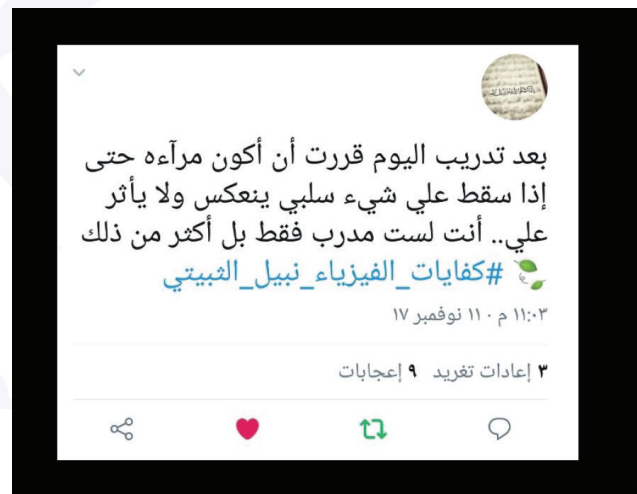 بعد تدريب اليوم قررت أن أكون مرآءه حتى
إذا سقط علي شيء سلبي ينعكس ولا يأثر
علي.. أنت لست مدرب فقط بل أكثر من ذلك
🍃 #كفايات_الفيزياء_نبيل_الثبيتي
١١:٠٣ م · ١١ نوفمبر ١٧
٣ إعادات تغريد ٩ إعجابات